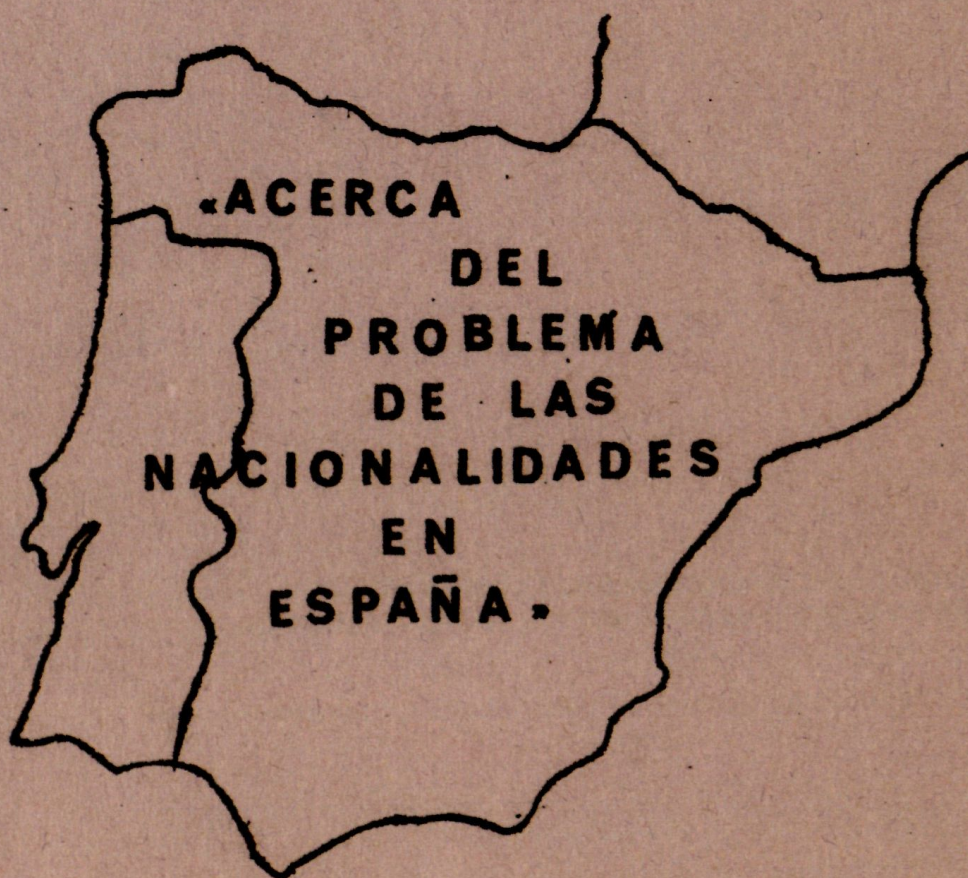 «ACERCA
DEL
PROBLEMA
DE LAS
NACIONALIDADES
EN
ESPAÑA»